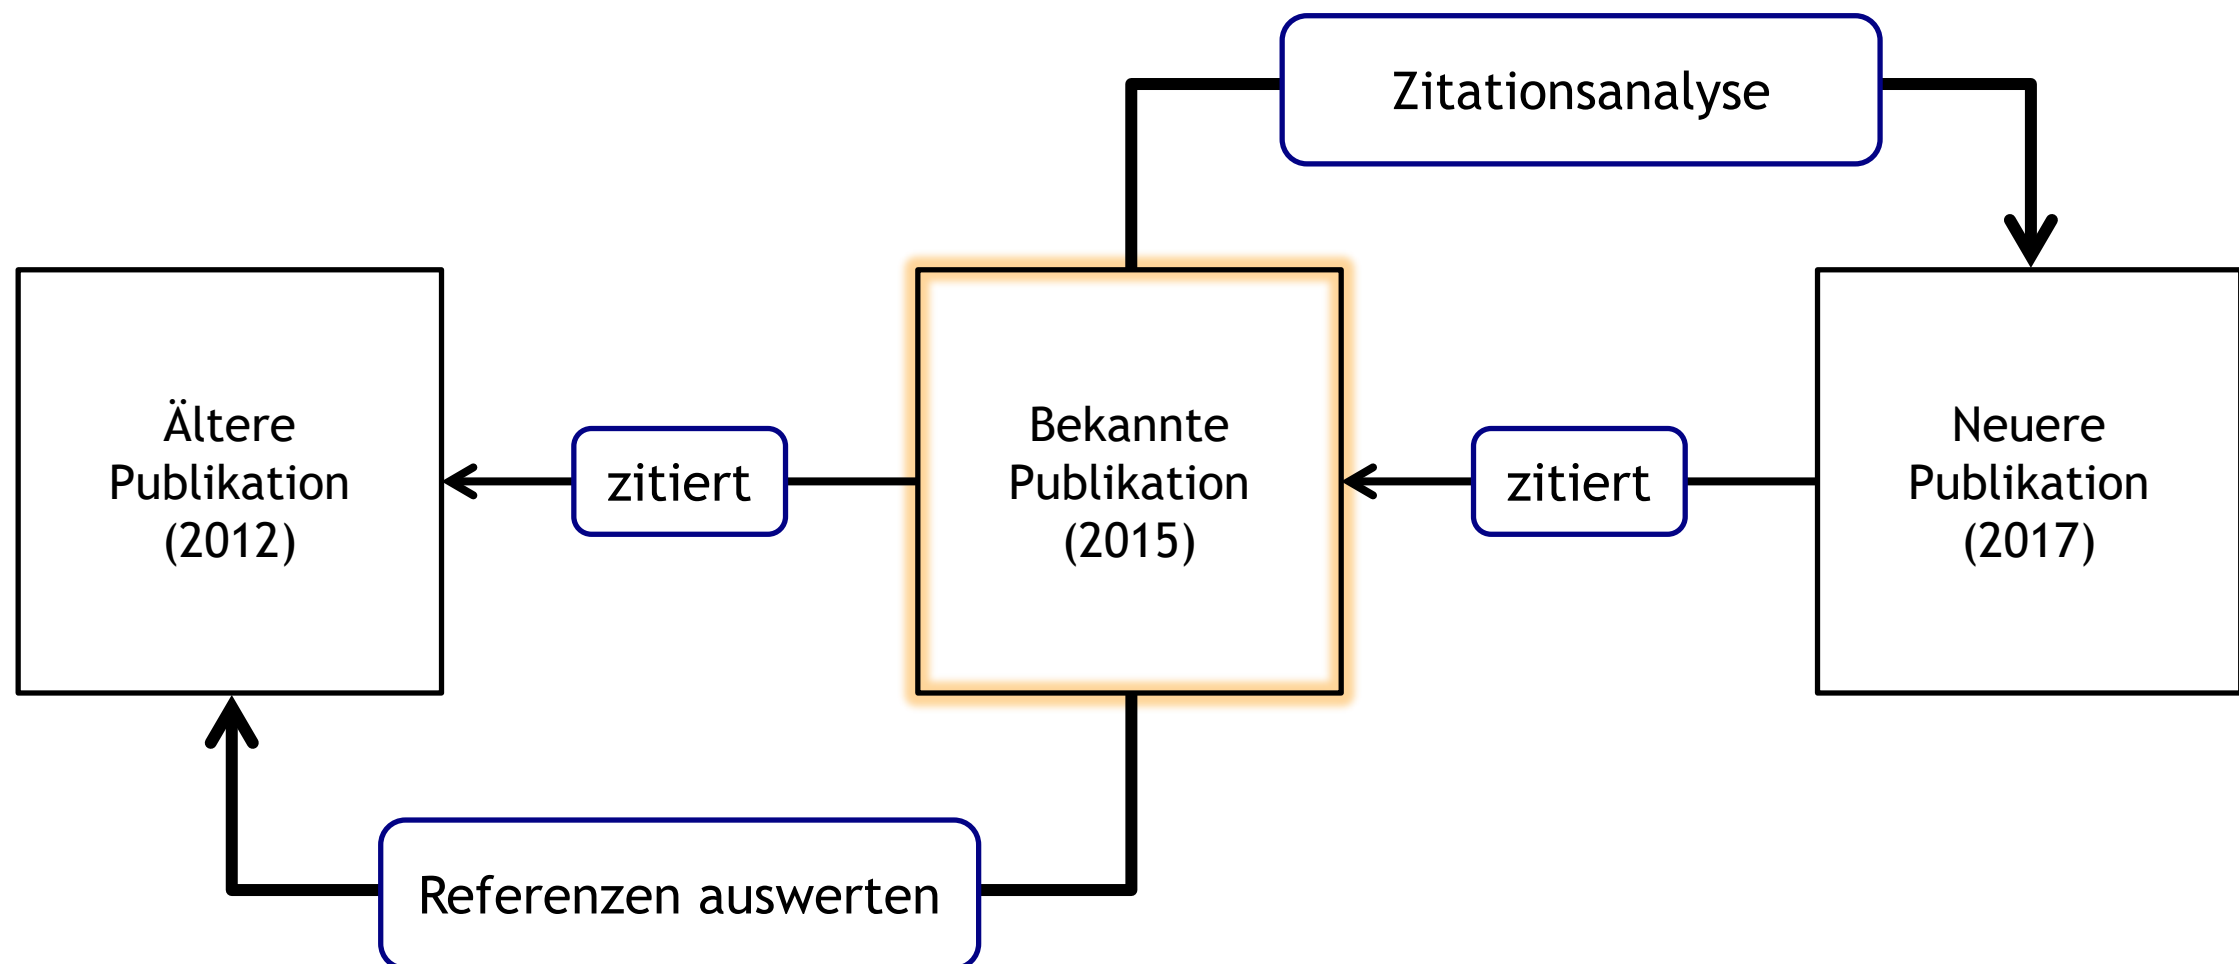 Zitationsanalyse
Ältere
Publikation
(2012)
zitiert
Bekannte
Publikation
(2015)
zitiert
Neuere
Publikation
(2017)
Referenzen auswerten